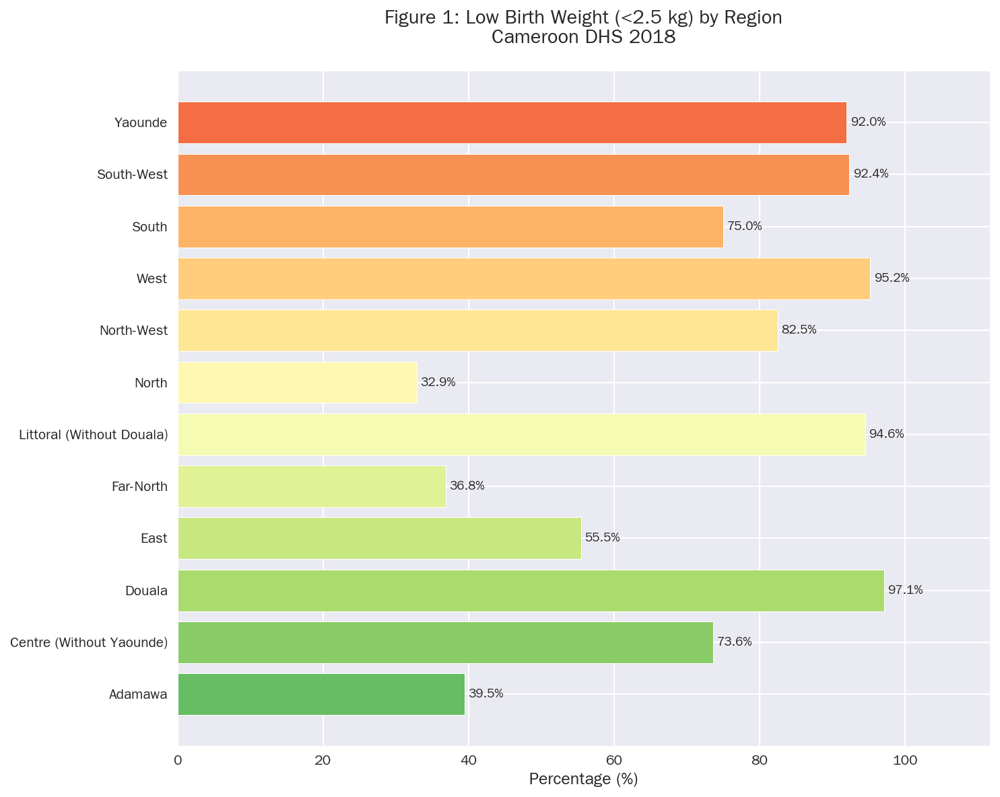 Figure 1: Low Birth Weight (<2.5 kg) by Region
Cameroon DHS 2018
Yaounde 92.0%
South-West 92.4%
South 75.0%
West 95.2%
North-West 82.5%
North 32.9%
Littoral (Without Douala) 94.6%
Far-North 36.8%
East 55.5%
Douala 97.1%
Centre (Without Yaounde) 73.6%
Adamawa 39.5%
0 20 40 60 80 100
Percentage (%)